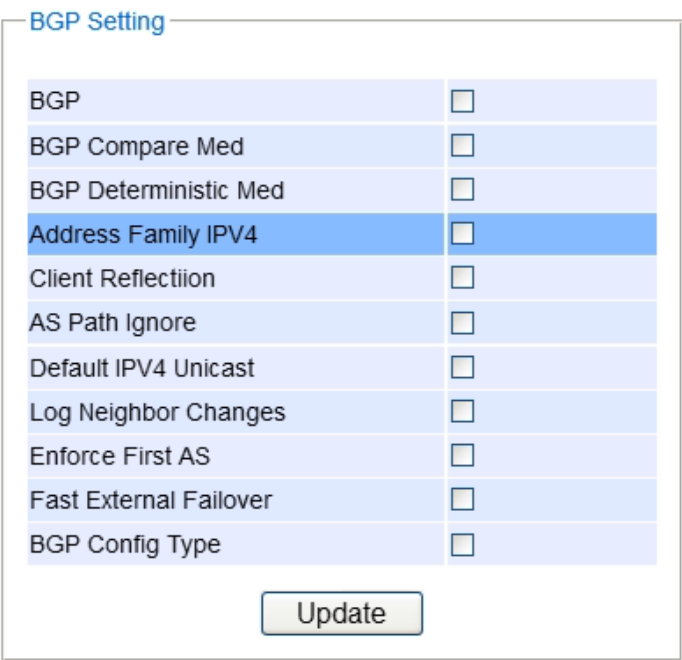 BGP Setting
BGP
BGP Compare Med
BGP Deterministic Med
Address Family IPV4
Client Reflectiion
AS Path Ignore
Default IPV4 Unicast
Log Neighbor Changes
Enforce First AS
Fast External Failover
BGP Config Type
Update